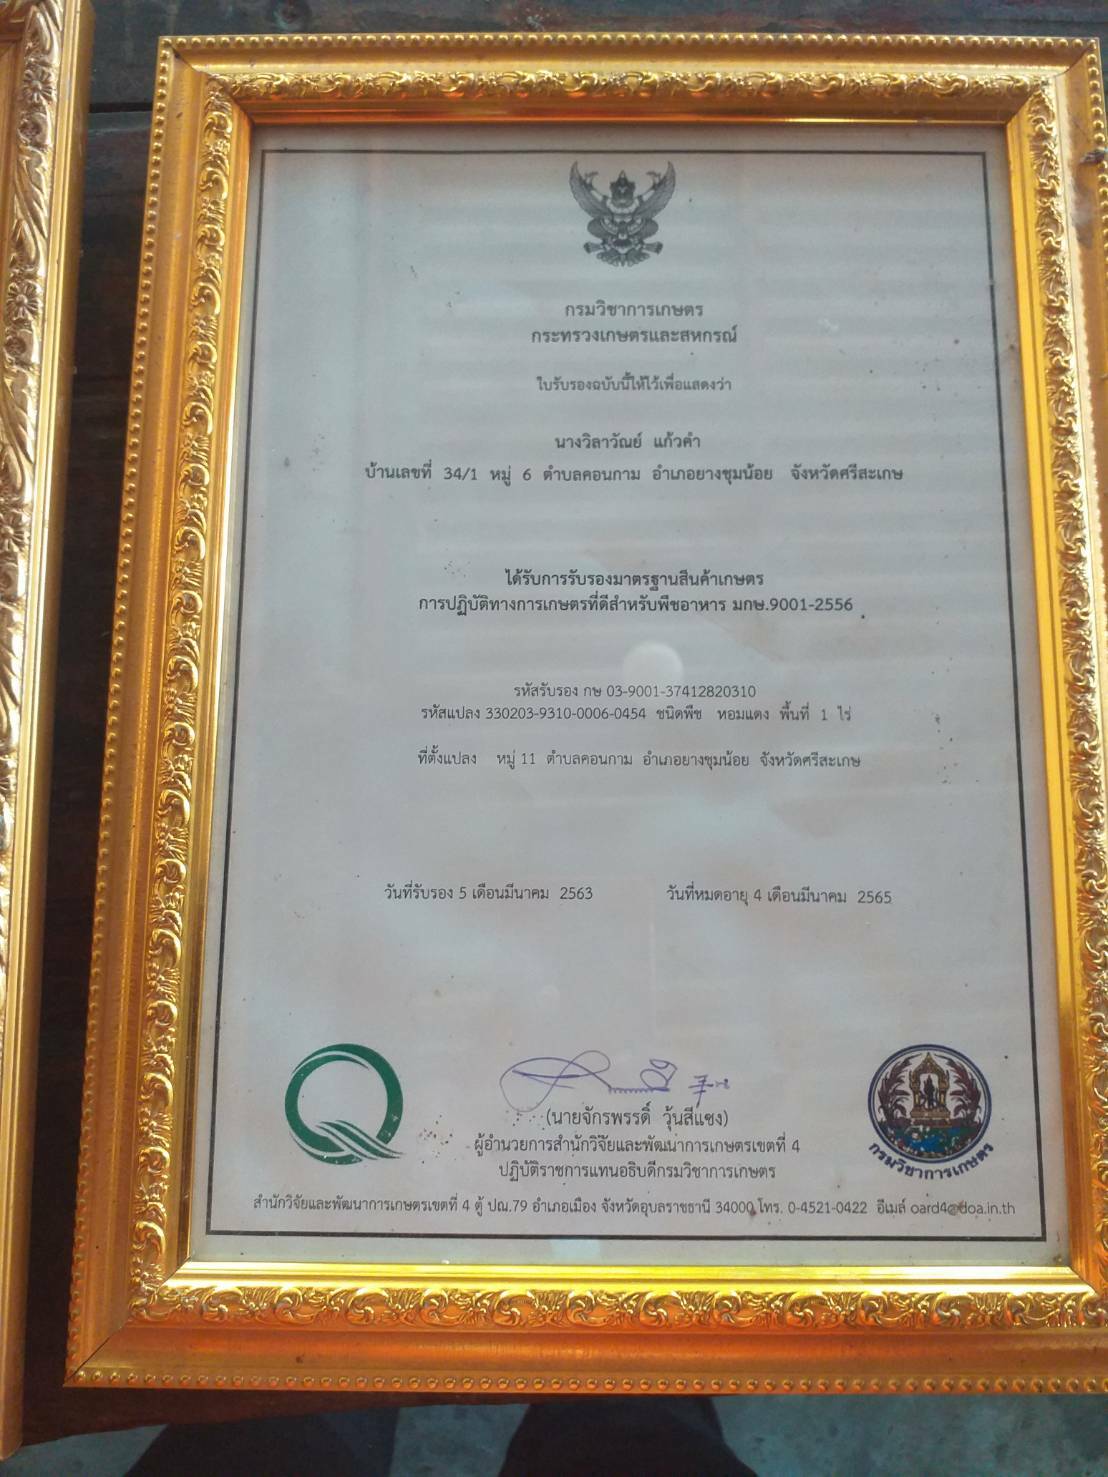 กรมวิชาการเกษตร
กระทรวงเกษตรและสหกรณ์
ใบรับรองฉบับนี้ให้ไว้เพื่อแสดงว่า
นางวิลาวัณย์ แก้วคำ
บ้านเลขที่ 34/1 หมู่ 6 ตำบลคอนกาม อำเภอยางชุมน้อย จังหวัดศรีสะเกษ
ได้รับการรับรองมาตรฐานสินค้าเกษตร
การปฏิบัติทางการเกษตรที่ดีสำหรับพืชอาหาร มกษ.9001-2556
รหัสรับรอง กษ 03-9001-37412820310
รหัสแปลง 330203-9310-0006-0454 ชนิดพืช หอมแดง พื้นที่ 1 ไร่
ที่ตั้งแปลง หมู่ 11 ตำบลคอนกาม อำเภอยางชุมน้อย จังหวัดศรีสะเกษ
วันที่รับรอง 5 เดือนมีนาคม 2563 วันที่หมดอายุ 4 เดือนมีนาคม 2565
(นายจักรพรรดิ์ วุ้นสีแซง)
ผู้อำนวยการสำนักวิจัยและพัฒนาการเกษตรเขตที่ 4
ปฏิบัติราชการแทนอธิบดีกรมวิชาการเกษตร
กรมวิชาการเกษตร
สำนักวิจัยและพัฒนาการเกษตรเขตที่ 4 ตู้ ปณ.79 อำเภอเมือง จังหวัดอุบลราชธานี 34000 โทร. 0-4521-0422 อีเมล์ oard4@doa.in.th